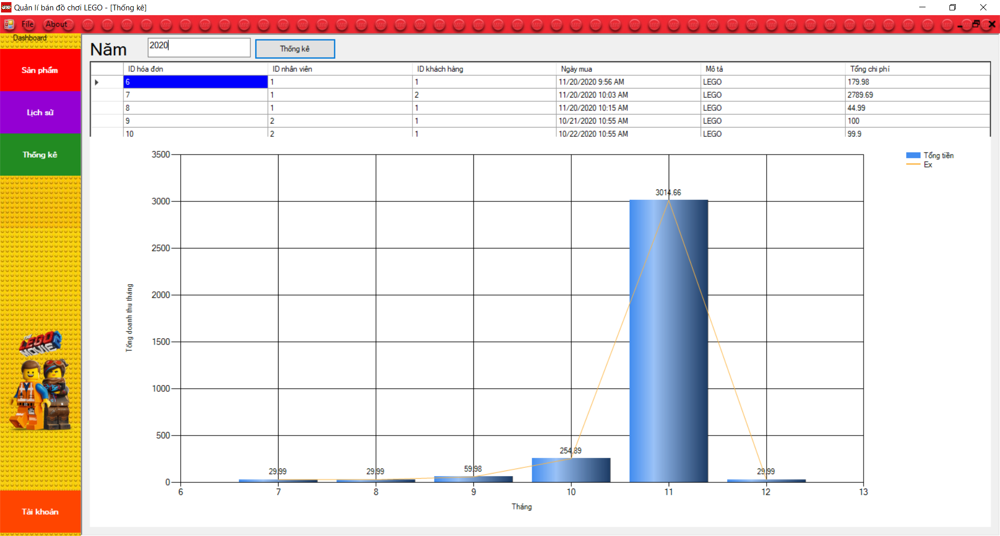 Quản lí bán đồ chơi LEGO - [Thống kê]
File About
Dashboard
Sản phẩm
Lịch sử
Thống kê
THE LEGO MOVIE 2
Tài khoản
Năm 2020 Thống kê
ID hóa đơn ID nhân viên ID khách hàng Ngày mua Mô tả Tổng chi phí
6 1 1 11/20/2020 9:56 AM LEGO 179.98
7 1 2 11/20/2020 10:03 AM LEGO 2789.69
8 1 1 11/20/2020 10:15 AM LEGO 44.99
9 2 1 10/21/2020 10:55 AM LEGO 100
10 2 1 10/22/2020 10:55 AM LEGO 99.9
Tổng tiền
Ex
Tổng doanh thu tháng
3500
3000
2500
2000
1500
1000
500
0
29.99
29.99
59.98
254.89
3014.66
29.99
6 7 8 9 10 11 12 13
Tháng